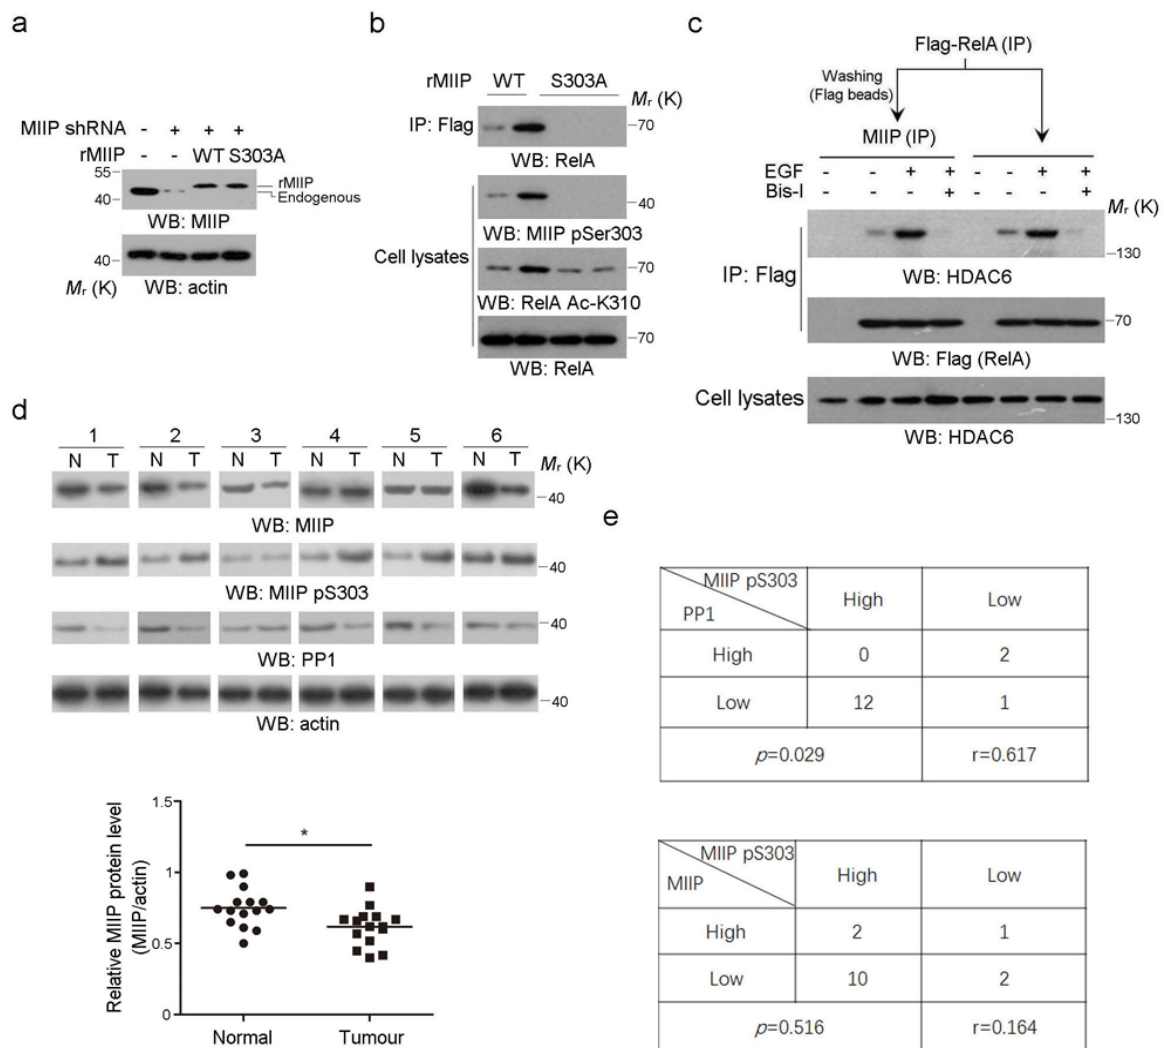 a
MIIP shRNA - + + +
rMIIP - - WT S303A
55
40
rMIIP
Endogenous
WB: MIIP
40
Mr (K)
WB: actin
b
rMIIP WT S303A
Mr (K)
IP: Flag
70
WB: RelA
40
WB: MIIP pSer303
Cell lysates
70
WB: RelA Ac-K310
70
WB: RelA
c
Flag-RelA (IP)
Washing
(Flag beads)
MIIP (IP)
EGF - - + + - - + +
Bis-I - - - + - - - +
Mr (K)
130
WB: HDAC6
IP: Flag
70
WB: Flag (RelA)
Cell lysates
130
WB: HDAC6
d
1 2 3 4 5 6
N T N T N T N T N T N T
Mr (K)
40
WB: MIIP
40
WB: MIIP pS303
40
WB: PP1
40
WB: actin
Relative MIIP protein level
(MIIP/actin)
1.5
1
0.5
0
*
Normal Tumour
e
MIIP pS303
PP1
High Low
High 0 2
Low 12 1
p=0.029 r=0.617
MIIP pS303
MIIP
High Low
High 2 1
Low 10 2
p=0.516 r=0.164